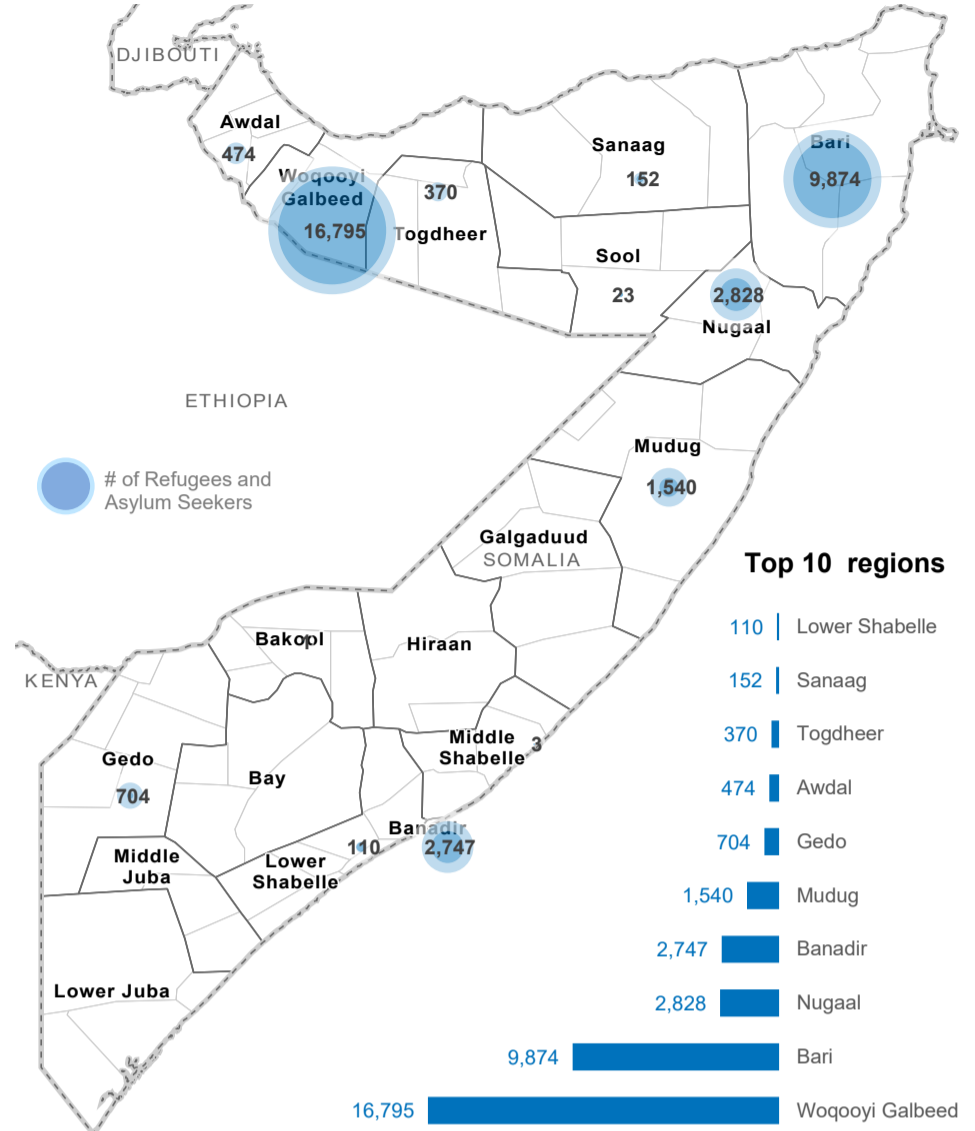 DJIBOUTI
Awdal
474
Woqooyi
Galbeed
16,795
370
Togdheer
Sanaag
152
Bari
9,874
Sool
23
2,828
Nugaal
ETHIOPIA
Mudug
1,540
# of Refugees and
Asylum Seekers
Galgaduud
SOMALIA
Bakool
Hiraan
KENYA
Gedo
704
Bay
Middle
Shabelle
3
Banadir
2,747
110
Lower
Shabelle
Middle
Juba
Lower Juba
Top 10 regions
110 Lower Shabelle
152 Sanaag
370 Togdheer
474 Awdal
704 Gedo
1,540 Mudug
2,747 Banadir
2,828 Nugaal
9,874 Bari
16,795 Woqooyi Galbeed